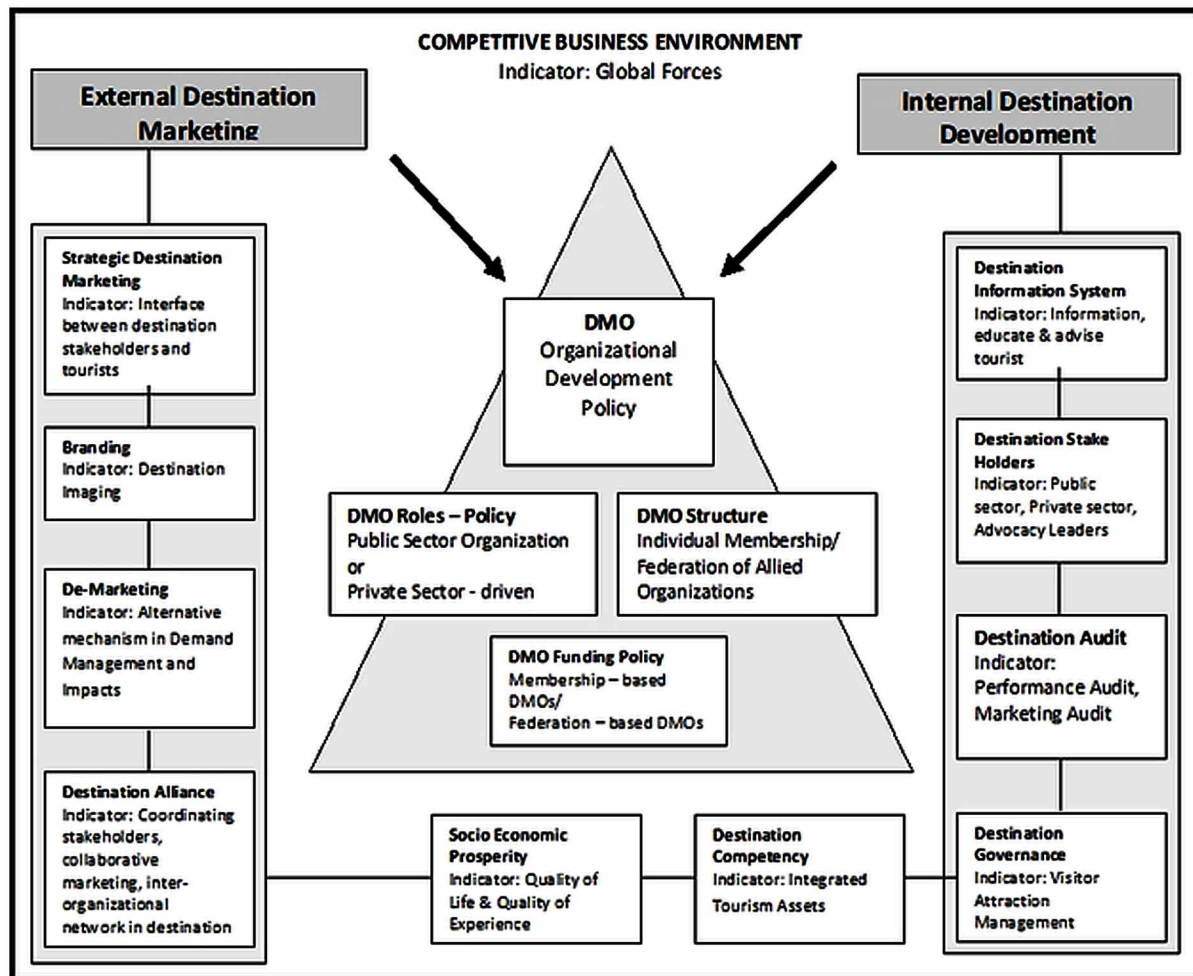 COMPETITIVE BUSINESS ENVIRONMENT
Indicator: Global Forces
External Destination
Marketing
Internal Destination
Development
Strategic Destination
Marketing
Indicator: Interface
between destination
stakeholders and
tourists
Branding
Indicator: Destination
Imaging
De-Marketing
Indicator: Alternative
mechanism in Demand
Management and
Impacts
Destination Alliance
Indicator: Coordinating
stakeholders,
collaborative
marketing, inter-
organizational
network in destination
DMO
Organizational
Development
Policy
DMO Roles – Policy
Public Sector Organization
or
Private Sector - driven
DMO Structure
Individual Membership/
Federation of Allied
Organizations
DMO Funding Policy
Membership – based
DMOs/
Federation – based DMOs
Socio Economic
Prosperity
Indicator: Quality of
Life & Quality of
Experience
Destination
Competency
Indicator: Integrated
Tourism Assets
Destination
Information System
Indicator: Information,
educate & advise
tourist
Destination Stake
Holders
Indicator: Public
sector, Private sector,
Advocacy Leaders
Destination Audit
Indicator:
Performance Audit,
Marketing Audit
Destination
Governance
Indicator: Visitor
Attraction
Management